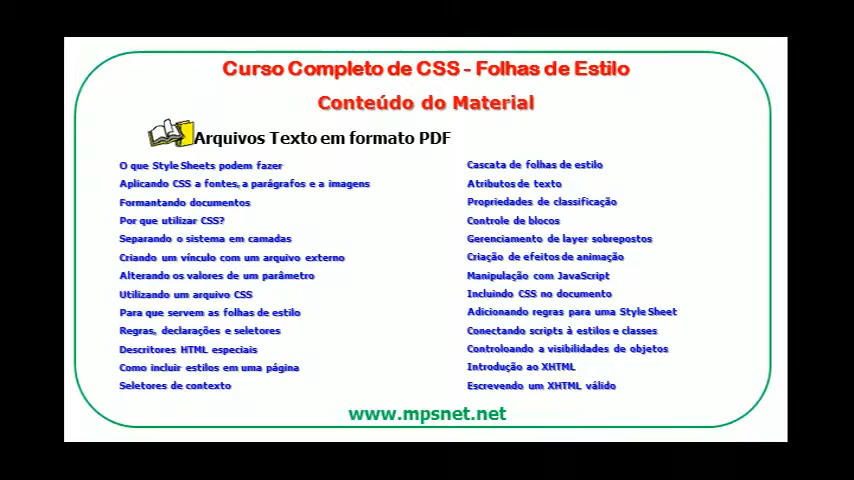 Curso Completo de CSS - Folhas de Estilo
Conteúdo do Material
Arquivos Texto em formato PDF
O que Style Sheets podem fazer
Aplicando CSS a fontes, a parágrafos e a imagens
Formantando documentos
Por que utilizar CSS?
Separando o sistema em camadas
Criando um vínculo com um arquivo externo
Alterando os valores de um parâmetro
Utilizando um arquivo CSS
Para que servem as folhas de estilo
Regras, declarações e seletores
Descritores HTML especiais
Como incluir estilos em uma página
Seletores de contexto
Cascata de folhas de estilo
Atributos de texto
Propriedades de classificação
Controle de blocos
Gerenciamento de layer sobrepostos
Criação de efeitos de animação
Manipulação com JavaScript
Incluindo CSS no documento
Adicionando regras para uma Style Sheet
Conectando scripts à estilos e classes
Controloando a visibilidades de objetos
Introdução ao XHTML
Escrevendo um XHTML válido
www.mpsnet.net